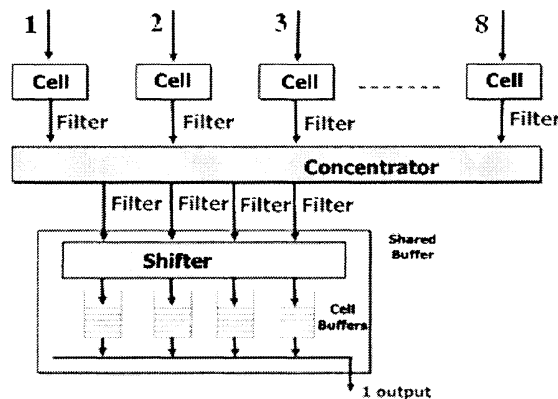 1 2 3 8
Cell Cell Cell Cell
Filter Filter Filter Filter
Concentrator
Filter Filter Filter Filter
Shared
Buffer
Shifter
Cell
Buffers
1 output